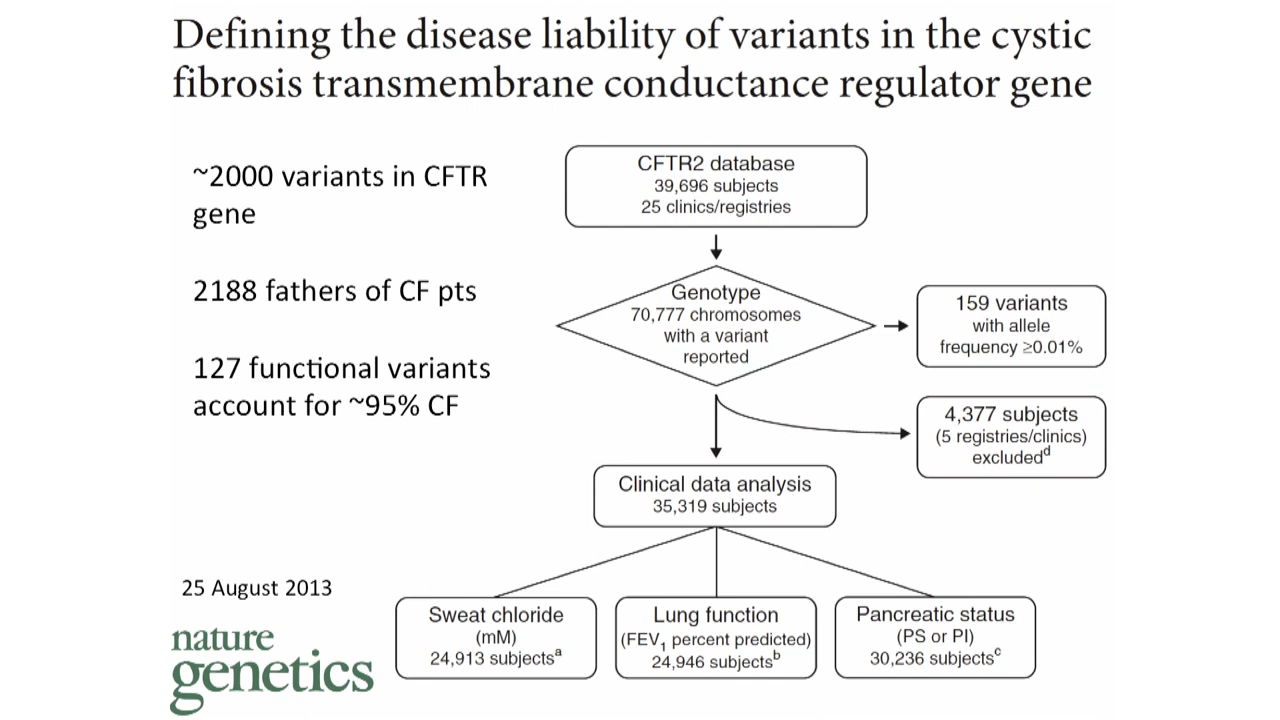 Defining the disease liability of variants in the cystic
fibrosis transmembrane conductance regulator gene
~2000 variants in CFTR
gene
2188 fathers of CF pts
127 functional variants
account for ~95% CF
25 August 2013
nature
genetics
CFTR2 database
39,696 subjects
25 clinics/registries
Genotype
70,777 chromosomes
with a variant
reported
159 variants
with allele
frequency ≥0.01%
4,377 subjects
(5 registries/clinics)
excludedᵈ
Clinical data analysis
35,319 subjects
Sweat chloride
(mM)
24,913 subjectsᵃ
Lung function
(FEV₁ percent predicted)
24,946 subjectsᵇ
Pancreatic status
(PS or PI)
30,236 subjectsᶜ